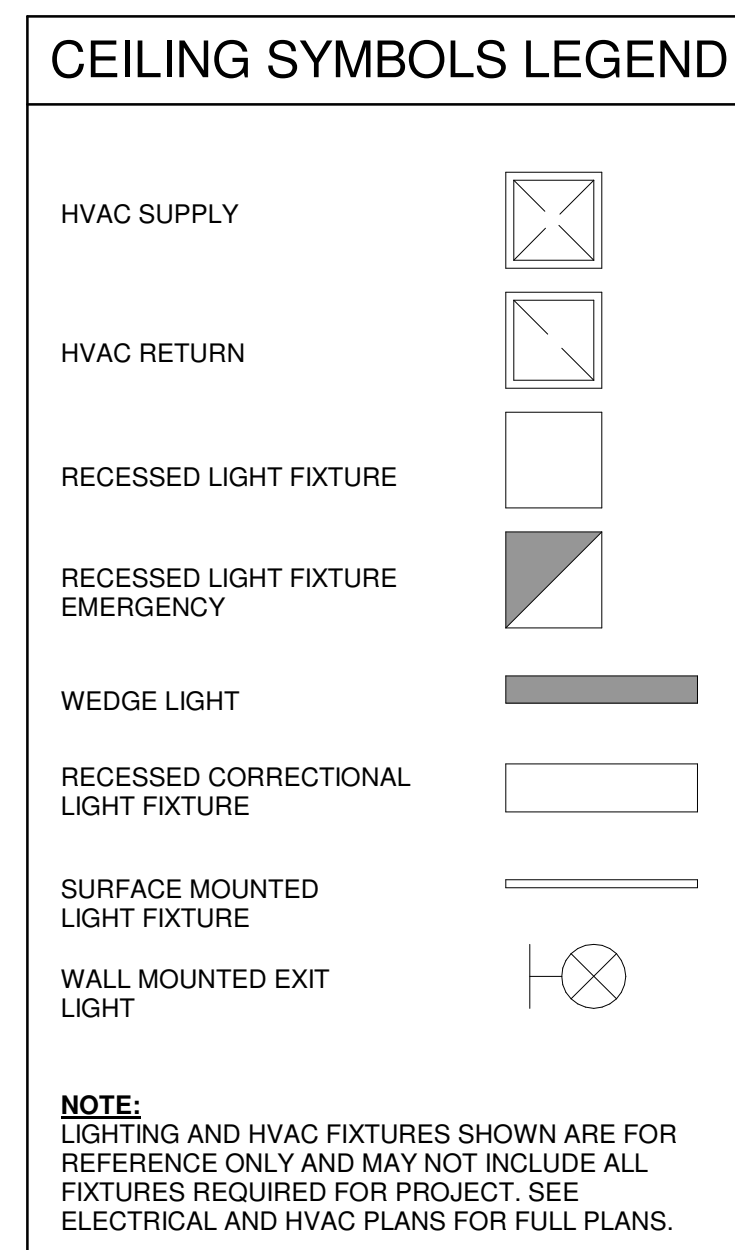 CEILING SYMBOLS LEGEND
HVAC SUPPLY
HVAC RETURN
RECESSED LIGHT FIXTURE
RECESSED LIGHT FIXTURE
EMERGENCY
WEDGE LIGHT
RECESSED CORRECTIONAL
LIGHT FIXTURE
SURFACE MOUNTED
LIGHT FIXTURE
WALL MOUNTED EXIT
LIGHT
NOTE:
LIGHTING AND HVAC FIXTURES SHOWN ARE FOR
REFERENCE ONLY AND MAY NOT INCLUDE ALL
FIXTURES REQUIRED FOR PROJECT. SEE
ELECTRICAL AND HVAC PLANS FOR FULL PLANS.